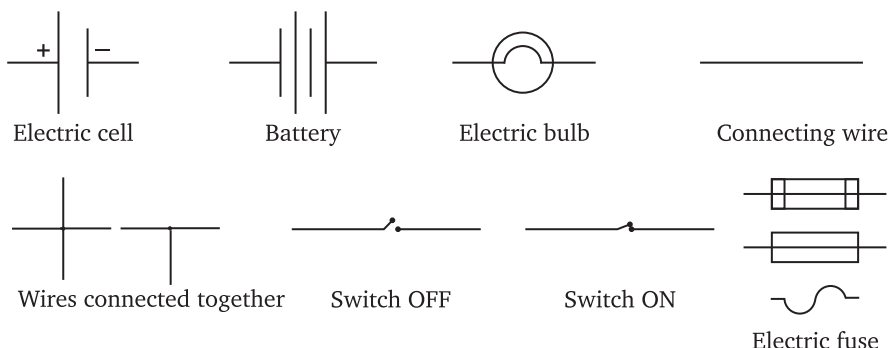 + −
Electric cell
Battery
Electric bulb
Connecting wire
Wires connected together
Switch OFF
Switch ON
Electric fuse